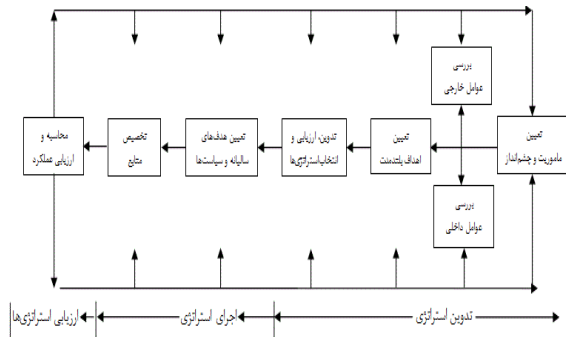 بررسی
عوامل خارجی
تعیین
ماموریت و چشم‌انداز
تعیین
اهداف بلندمدت
تدوین، ارزیابی و
انتخاب‌استراتژی‌ها
تعیین هدف‌های
سالیانه و سیاست‌ها
تخصیص
منابع
محاسبه و
ارزیابی عملکرد
بررسی
عوامل داخلی
تدوین استراتژی
اجرای استراتژی
ارزیابی استراتژی‌ها